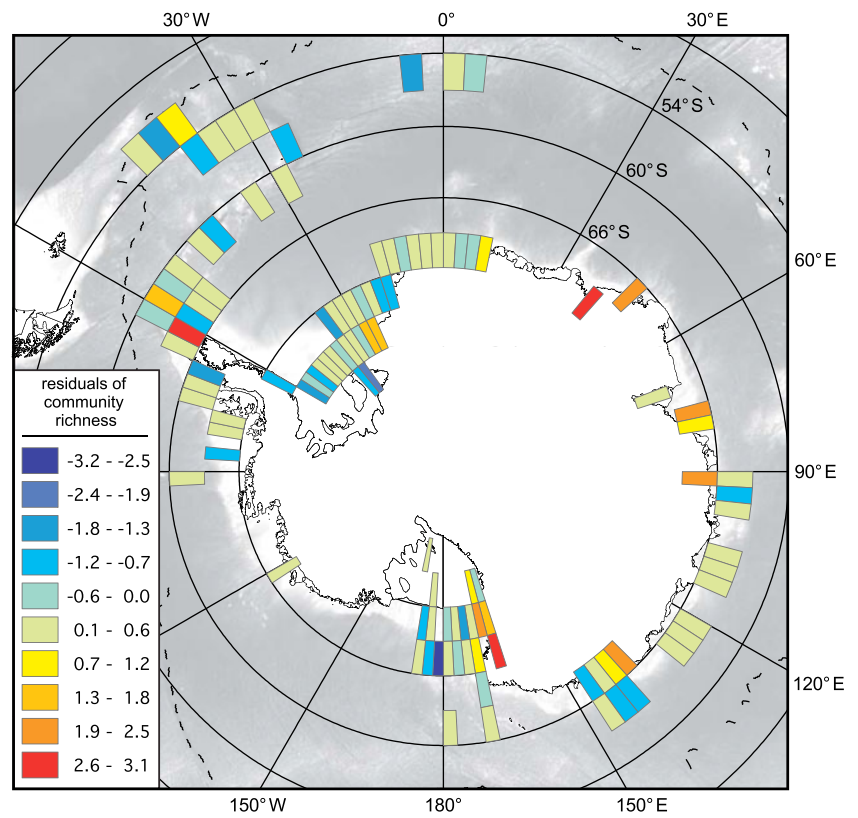 30°W 0° 30°E
54°S
60°S
66°S
60°E
residuals of
community
richness
-3.2 - -2.5
-2.4 - -1.9
-1.8 - -1.3
-1.2 - -0.7
-0.6 - 0.0
0.1 - 0.6
0.7 - 1.2
1.3 - 1.8
1.9 - 2.5
2.6 - 3.1
90°E
120°E
150°W 180° 150°E